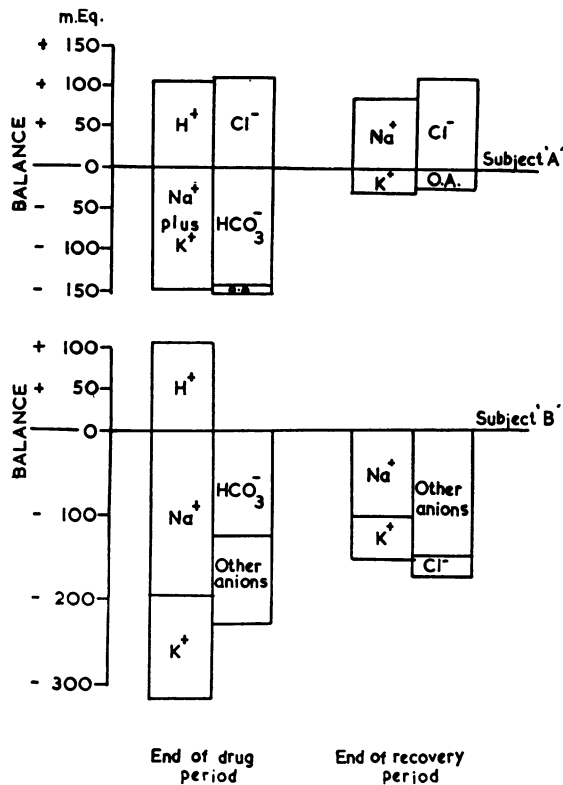 m.Eq.
+ 150
+ 100
+ 50
0
- 50
- 100
- 150
BALANCE
H+ Cl-
Na+
plus
K+
HCO3-
Na+ Cl-
K+ O.A.
Subject 'A'
+ 100
+ 50
0
- 100
- 200
- 300
BALANCE
H+
Na+
K+
HCO3-
Other
anions
Na+
K+
Other
anions
Cl-
Subject 'B'
End of drug
period
End of recovery
period